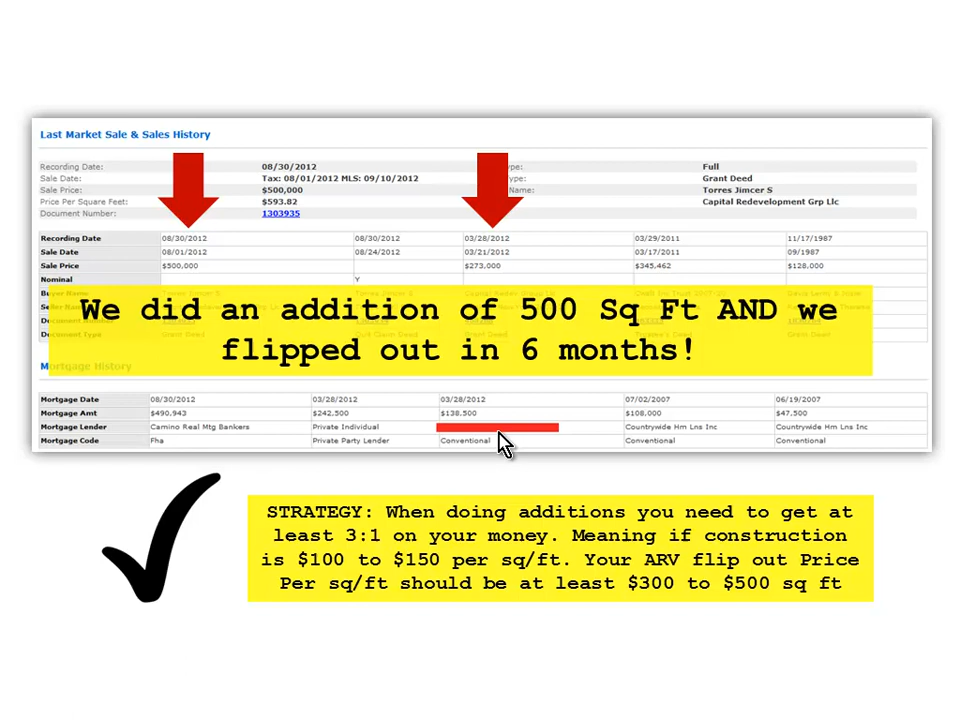 Last Market Sale & Sales History
Recording Date: 08/30/2012 Full
Sale Date: Tax: 08/01/2012 MLS: 09/10/2012 Grant Deed
Sale Price: $500,000 Name: Torres Jimcer S
Price Per Square Feet: $593.82 Capital Redevelopment Grp Llc
Document Number: 1303935
Recording Date 08/30/2012 08/30/2012 03/28/2012 03/29/2011 11/17/1987
Sale Date 08/01/2012 08/24/2012 03/21/2012 03/17/2011 09/1987
Sale Price $500,000 $273,000 $345,462 $128,000
Nominal Y
We did an addition of 500 Sq Ft AND we
flipped out in 6 months!
Mortgage History
Mortgage Date 08/30/2012 03/28/2012 03/28/2012 07/02/2007 06/19/2007
Mortgage Amt $490,943 $242,500 $138,500 $108,000 $47,500
Mortgage Lender Camino Real Mtg Bankers Private Individual Countrywide Hm Lns Inc Countrywide Hm Lns Inc
Mortgage Code Fha Private Party Lender Conventional Conventional Conventional
STRATEGY: When doing additions you need to get at
least 3:1 on your money. Meaning if construction
is $100 to $150 per sq/ft. Your ARV flip out Price
Per sq/ft should be at least $300 to $500 sq ft